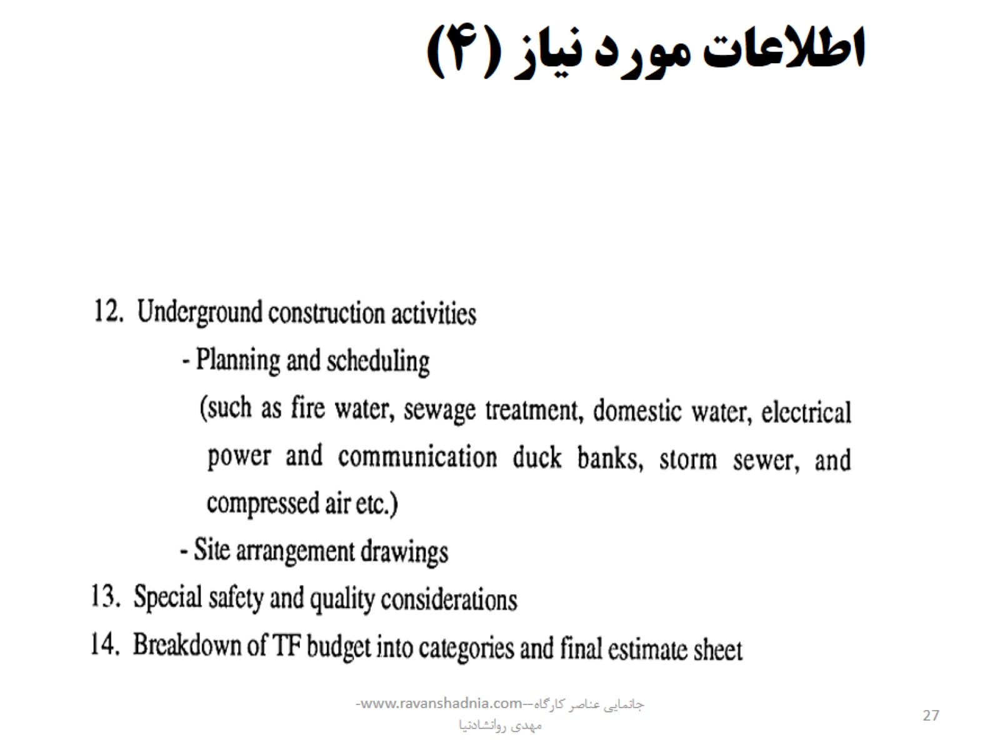 اطلاعات مورد نیاز (۴)
12. Underground construction activities
- Planning and scheduling
(such as fire water, sewage treatment, domestic water, electrical
power and communication duck banks, storm sewer, and
compressed air etc.)
- Site arrangement drawings
13. Special safety and quality considerations
14. Breakdown of TF budget into categories and final estimate sheet
جانمایی عناصر کارگاه--www.ravanshadnia.com-
مهدی روانشادنیا
27